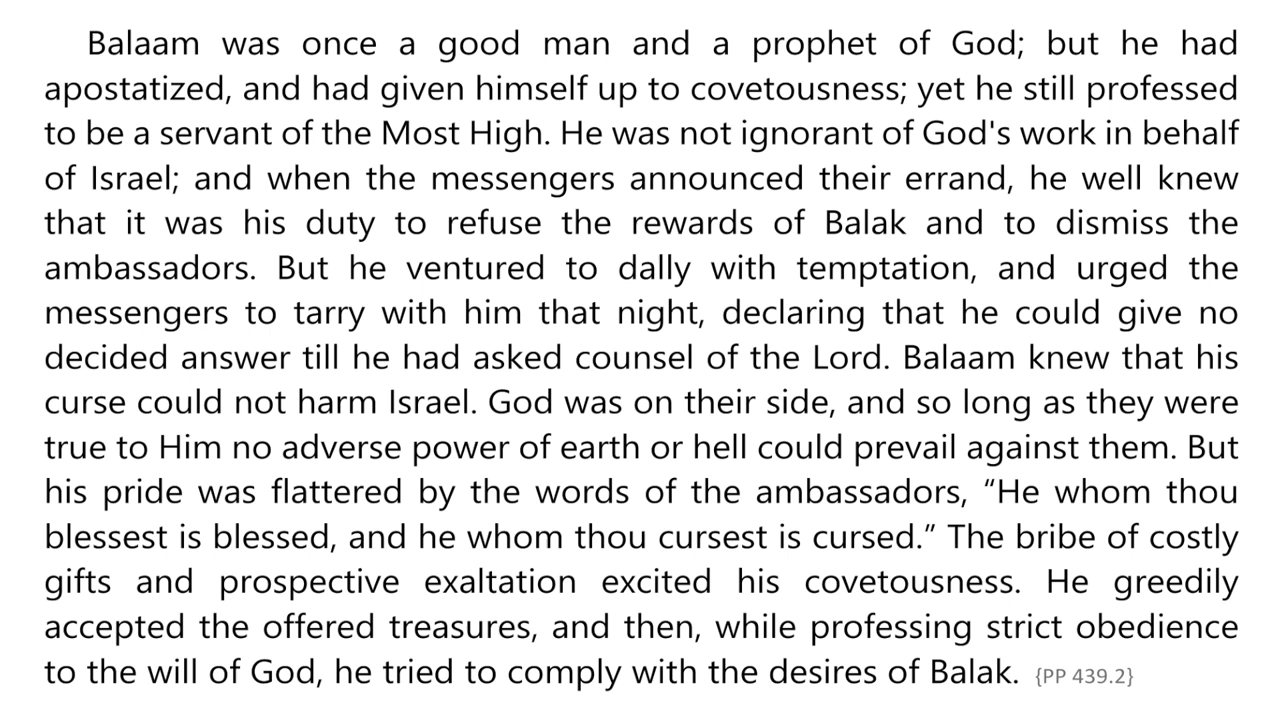 Balaam was once a good man and a prophet of God; but he had
apostatized, and had given himself up to covetousness; yet he still professed
to be a servant of the Most High. He was not ignorant of God's work in behalf
of Israel; and when the messengers announced their errand, he well knew
that it was his duty to refuse the rewards of Balak and to dismiss the
ambassadors. But he ventured to dally with temptation, and urged the
messengers to tarry with him that night, declaring that he could give no
decided answer till he had asked counsel of the Lord. Balaam knew that his
curse could not harm Israel. God was on their side, and so long as they were
true to Him no adverse power of earth or hell could prevail against them. But
his pride was flattered by the words of the ambassadors, “He whom thou
blessest is blessed, and he whom thou cursest is cursed.” The bribe of costly
gifts and prospective exaltation excited his covetousness. He greedily
accepted the offered treasures, and then, while professing strict obedience
to the will of God, he tried to comply with the desires of Balak. {PP 439.2}